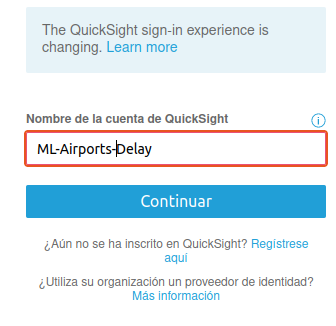 The QuickSight sign-in experience is
changing. Learn more
Nombre de la cuenta de QuickSight
ML-Airports-Delay
Continuar
¿Aún no se ha inscrito en QuickSight? Regístrese
aquí
¿Utiliza su organización un proveedor de identidad?
Más información